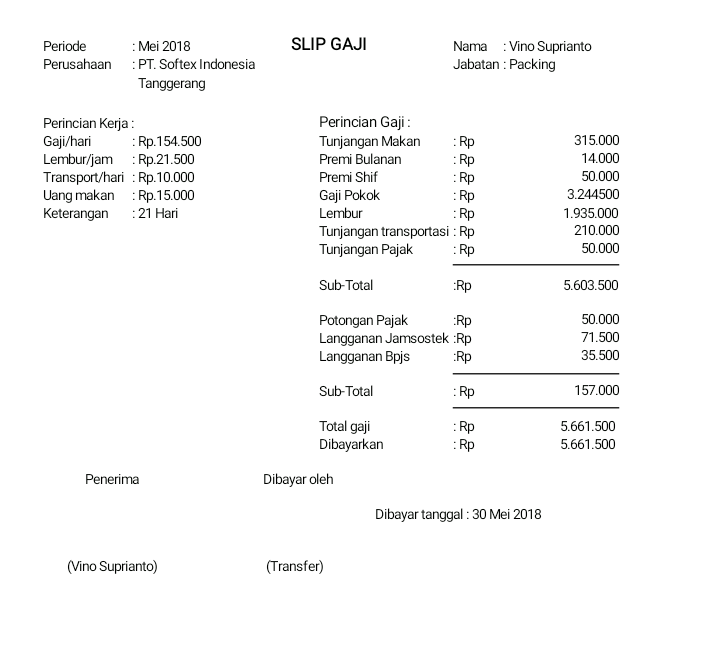 SLIP GAJI
Periode : Mei 2018
Perusahaan : PT. Softex Indonesia
Tanggerang
Nama : Vino Suprianto
Jabatan : Packing
Perincian Kerja :
Gaji/hari : Rp.154.500
Lembur/jam : Rp.21.500
Transport/hari : Rp.10.000
Uang makan : Rp.15.000
Keterangan : 21 Hari
Perincian Gaji :
Tunjangan Makan : Rp 315.000
Premi Bulanan : Rp 14.000
Premi Shif : Rp 50.000
Gaji Pokok : Rp 3.244500
Lembur : Rp 1.935.000
Tunjangan transportasi : Rp 210.000
Tunjangan Pajak : Rp 50.000
Sub-Total :Rp 5.603.500
Potongan Pajak :Rp 50.000
Langganan Jamsostek :Rp 71.500
Langganan Bpjs :Rp 35.500
Sub-Total : Rp 157.000
Total gaji : Rp 5.661.500
Dibayarkan : Rp 5.661.500
Penerima Dibayar oleh
Dibayar tanggal : 30 Mei 2018
(Vino Suprianto) (Transfer)